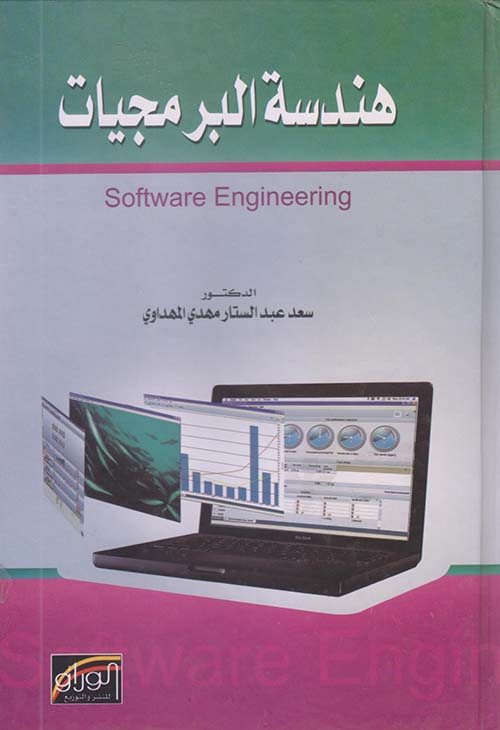 هندسة البرمجيات
Software Engineering
الدكتور
سعد عبد الستار مهدي المهداوي
Software Engin
الوراق
للنشر والتوزيع